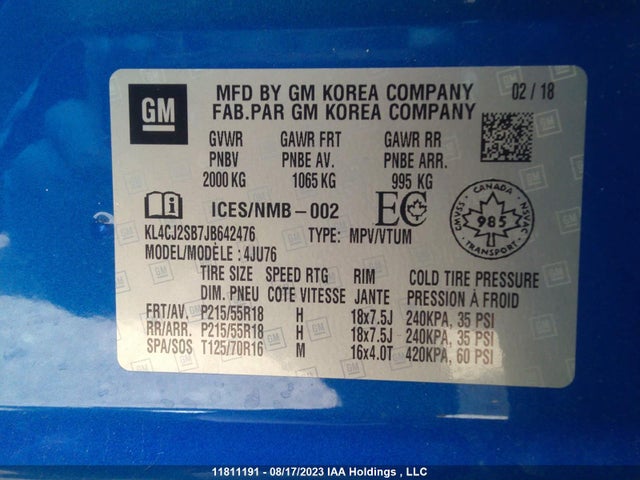 GM
MFD BY GM KOREA COMPANY 02 / 18
FAB.PAR GM KOREA COMPANY
GVWR GAWR FRT GAWR RR
PNBV PNBE AV. PNBE ARR.
2000 KG 1065 KG 995 KG
ICES/NMB-002 EC
CANADA
CMVSS 985 NSVAC
TRANSPORT
KL4CJ2SB7JB642476 TYPE: MPV/VTUM
MODEL/MODÈLE : 4JU76
TIRE SIZE SPEED RTG RIM COLD TIRE PRESSURE
DIM. PNEU COTE VITESSE JANTE PRESSION À FROID
FRT/AV. P215/55R18 H 18x7.5J 240KPA, 35 PSI
RR/ARR. P215/55R18 H 18x7.5J 240KPA, 35 PSI
SPA/SOS T125/70R16 M 16x4.0T 420KPA, 60 PSI
11811191 - 08/17/2023 IAA Holdings , LLC